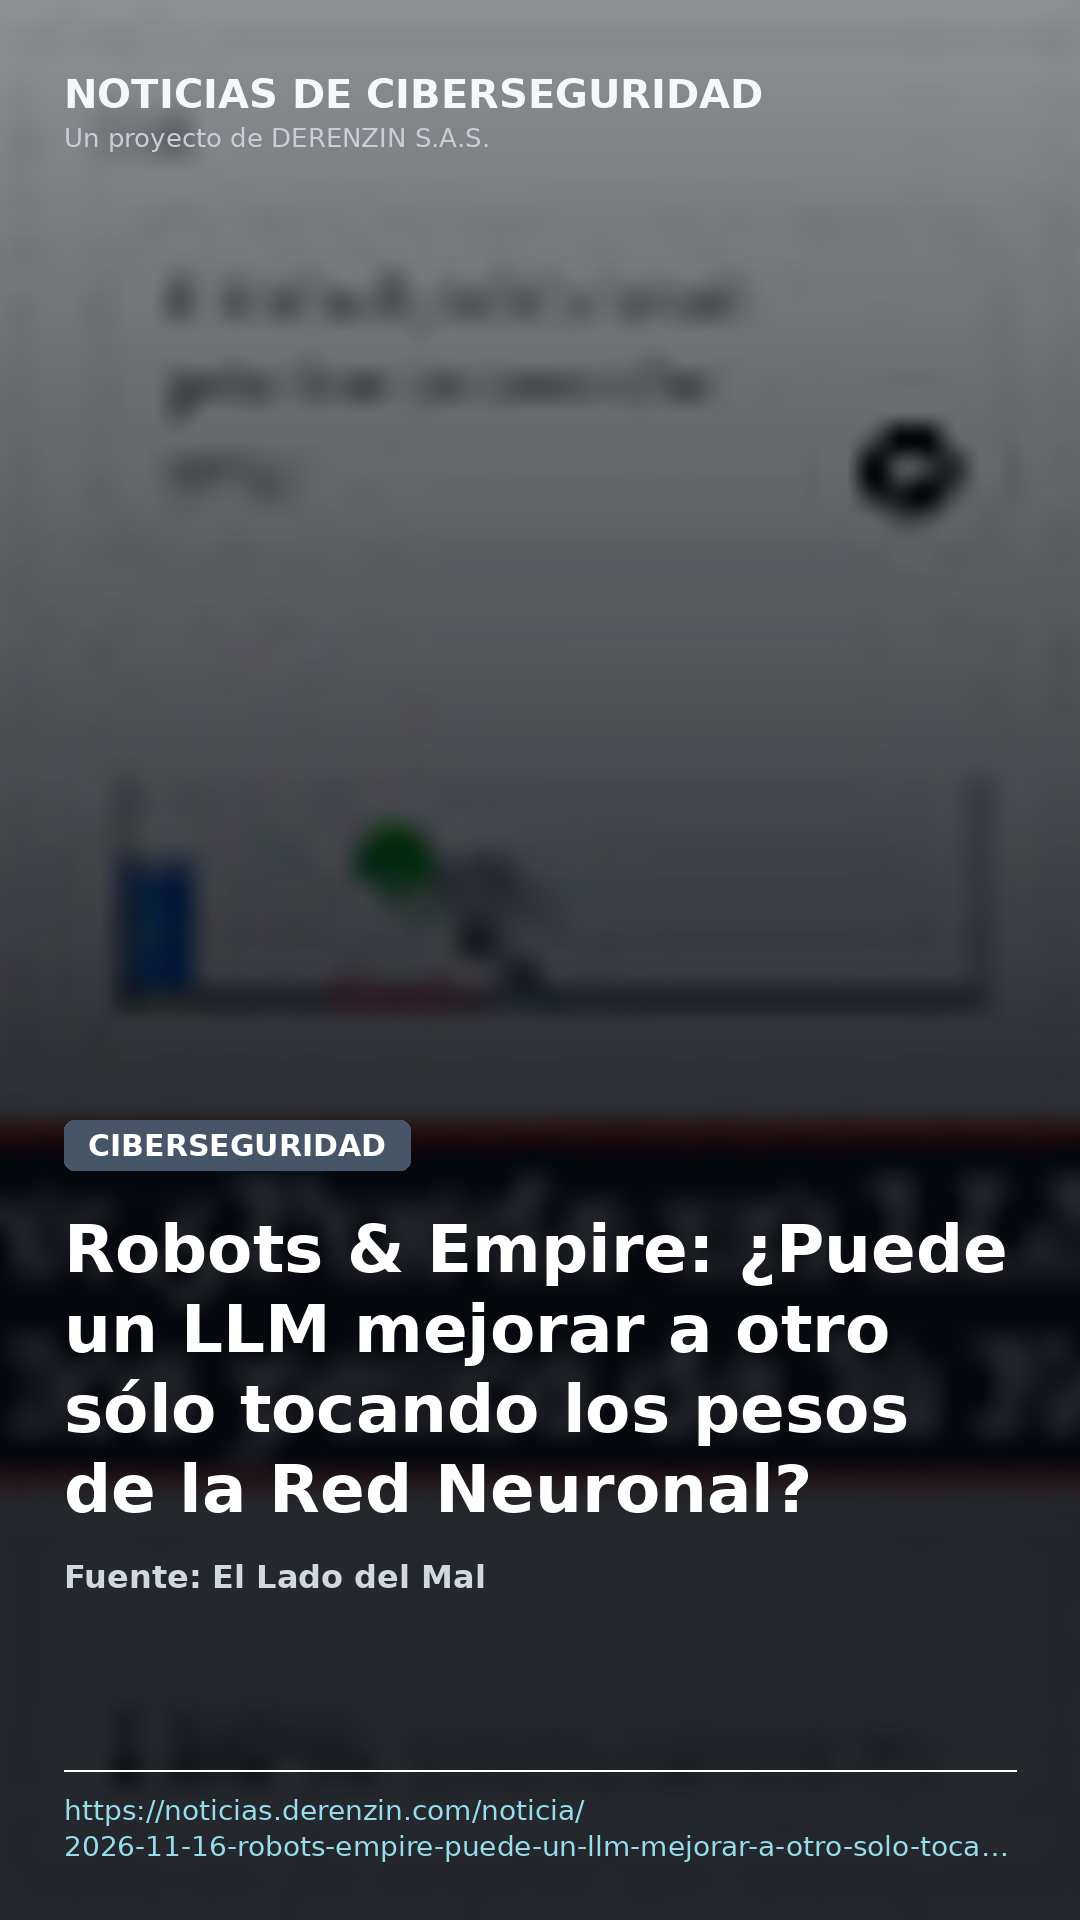 NOTICIAS DE CIBERSEGURIDAD
Un proyecto de DERENZIN S.A.S.
CIBERSEGURIDAD
Robots & Empire: ¿Puede
un LLM mejorar a otro
sólo tocando los pesos
de la Red Neuronal?
Fuente: El Lado del Mal
https://noticias.derenzin.com/noticia/
2026-11-16-robots-empire-puede-un-llm-mejorar-a-otro-solo-toca...